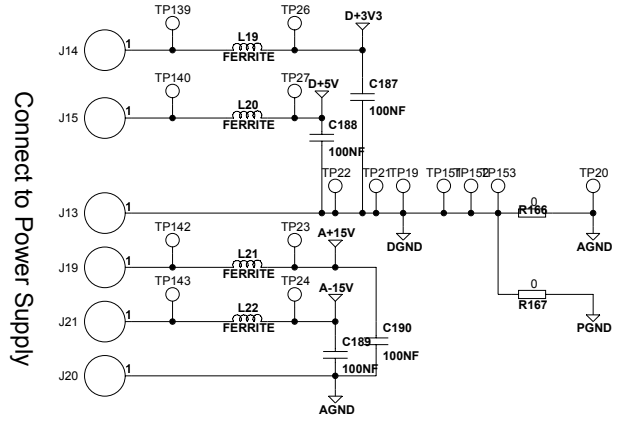 TP139 TP26 D+3V3
J14 1 L19
FERRITE
TP140 TP27 D+5V C187
J15 1 L20 100NF
FERRITE C188
100NF
TP22 TP21 TP19 TP151 TP152 TP153 TP20
J13 1 0
R166
DGND AGND
TP142 TP23 A+15V
J19 1 L21
FERRITE
TP143 TP24 A-15V 0
R167
J21 1 L22 PGND
FERRITE
C189 C190
100NF 100NF
J20 1
AGND
Connect to Power Supply